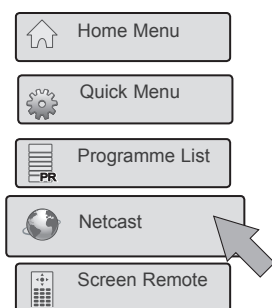 Home Menu
Quick Menu
Programme List
PR
Netcast
Screen Remote